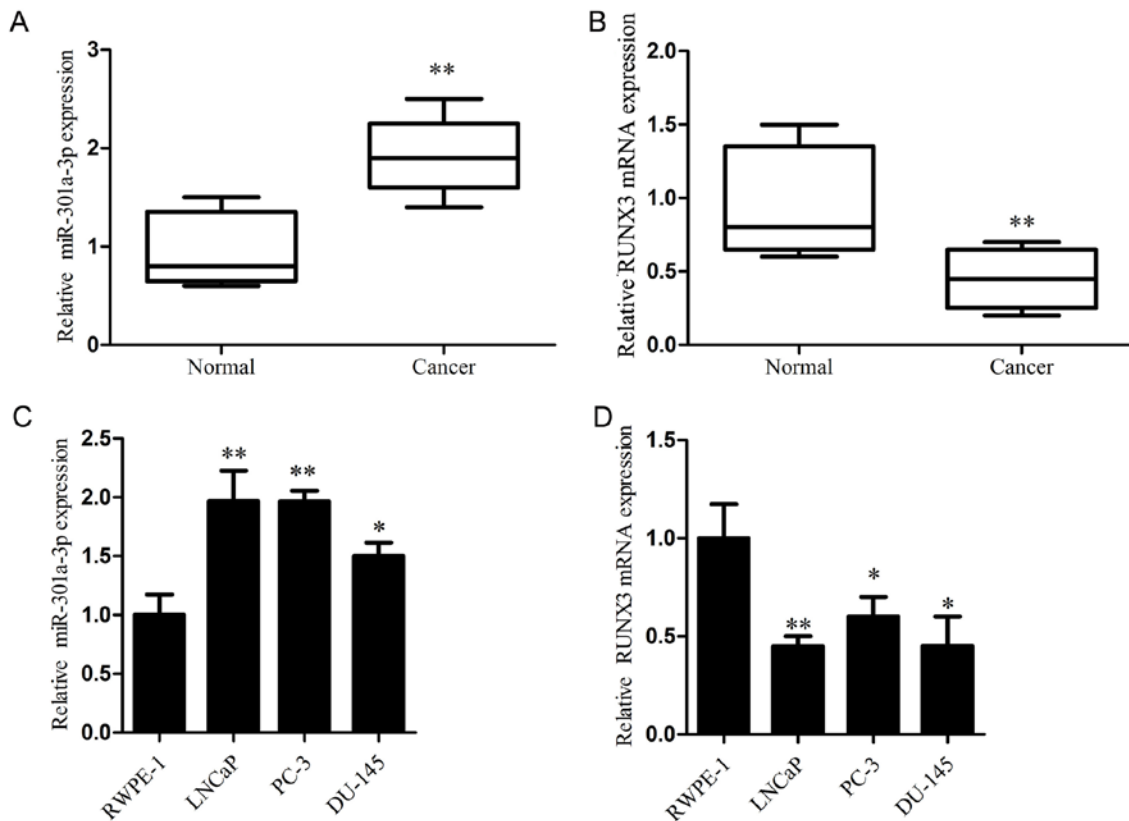 A
Relative miR-301a-3p expression
3
2
1
0
**
Normal
Cancer
B
Relative RUNX3 mRNA expression
2.0
1.5
1.0
0.5
0.0
**
Normal
Cancer
C
Relative miR-301a-3p expression
2.5
2.0
1.5
1.0
0.5
0.0
**
**
*
RWPE-1
LNCaP
PC-3
DU-145
D
Relative RUNX3 mRNA expression
1.5
1.0
0.5
0.0
**
*
*
RWPE-1
LNCaP
PC-3
DU-145